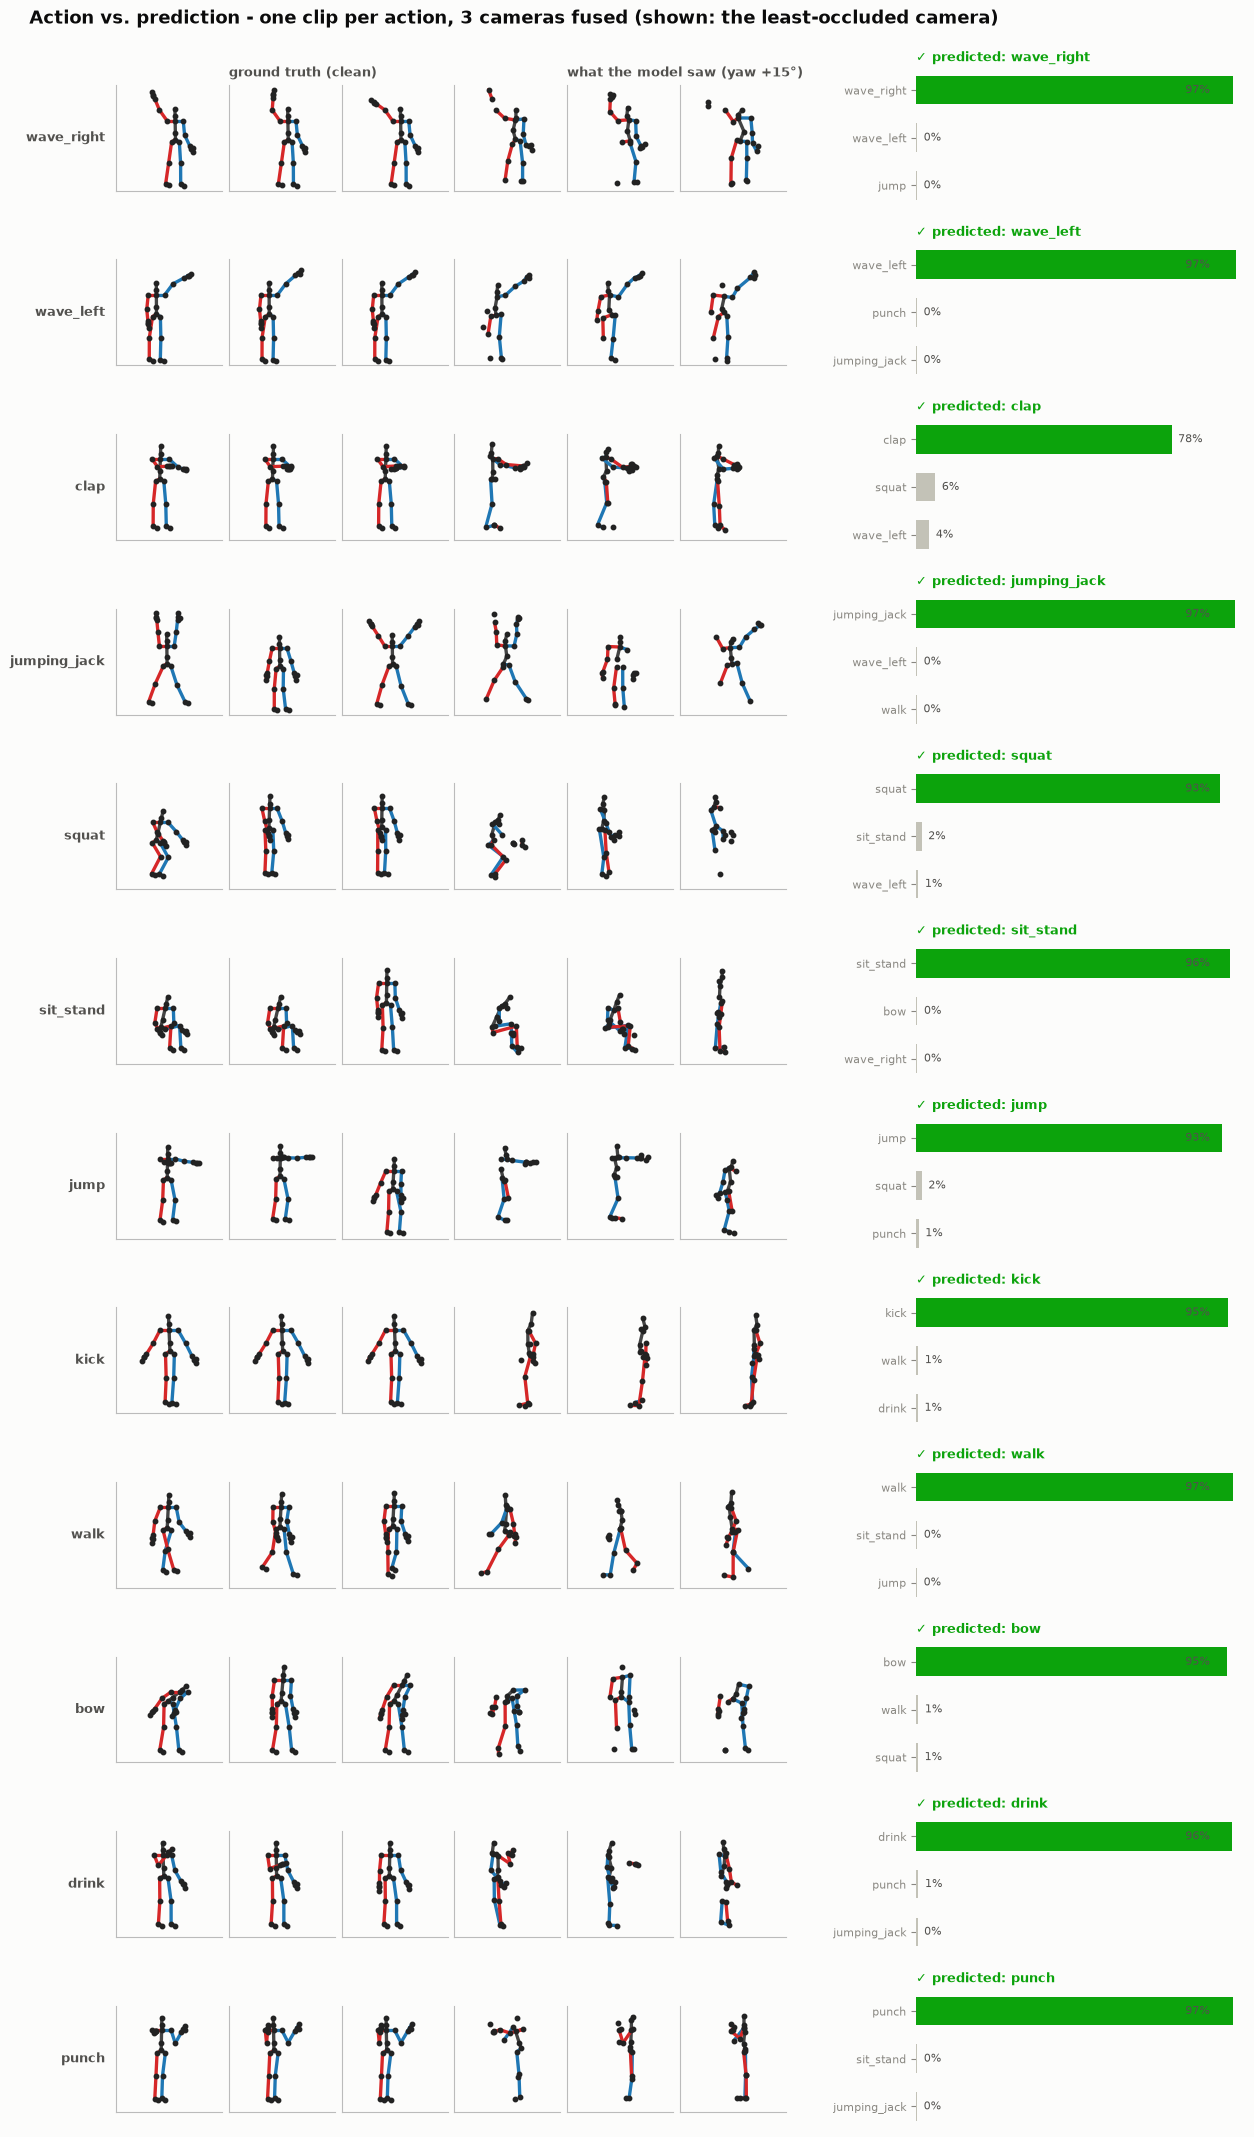 Action vs. prediction - one clip per action, 3 cameras fused (shown: the least-occluded camera)
ground truth (clean)
what the model saw (yaw +15°)
wave_right
✓ predicted: wave_right
wave_right 97%
wave_left 0%
jump 0%
wave_left
✓ predicted: wave_left
wave_left 97%
punch 0%
jumping_jack 0%
clap
✓ predicted: clap
clap 78%
squat 6%
wave_left 4%
jumping_jack
✓ predicted: jumping_jack
jumping_jack 97%
wave_left 0%
walk 0%
squat
✓ predicted: squat
squat 93%
sit_stand 2%
wave_left 1%
sit_stand
✓ predicted: sit_stand
sit_stand 96%
bow 0%
wave_right 0%
jump
✓ predicted: jump
jump 93%
squat 2%
punch 1%
kick
✓ predicted: kick
kick 95%
walk 1%
drink 1%
walk
✓ predicted: walk
walk 97%
sit_stand 0%
jump 0%
bow
✓ predicted: bow
bow 95%
walk 1%
squat 1%
drink
✓ predicted: drink
drink 96%
punch 1%
jumping_jack 0%
punch
✓ predicted: punch
punch 97%
sit_stand 0%
jumping_jack 0%